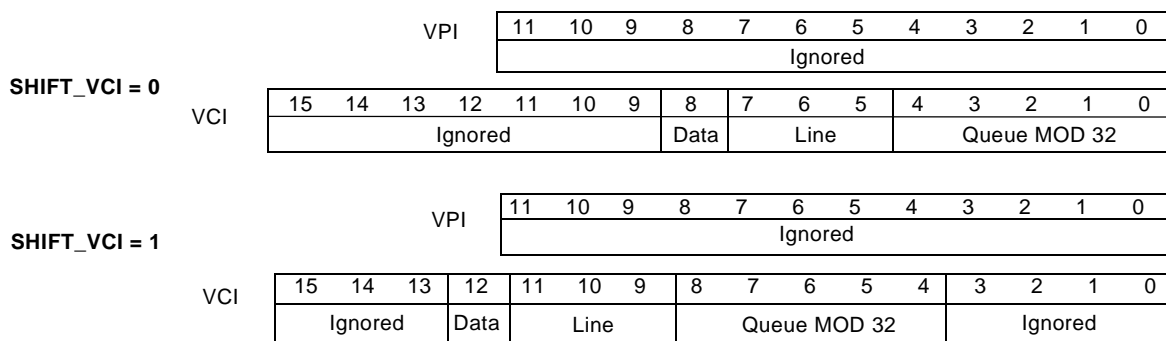 VPI 11 10 9 8 7 6 5 4 3 2 1 0
Ignored
SHIFT_VCI = 0
VCI 15 14 13 12 11 10 9 8 7 6 5 4 3 2 1 0
Ignored Data Line Queue MOD 32
VPI 11 10 9 8 7 6 5 4 3 2 1 0
Ignored
SHIFT_VCI = 1
VCI 15 14 13 12 11 10 9 8 7 6 5 4 3 2 1 0
Ignored Data Line Queue MOD 32 Ignored